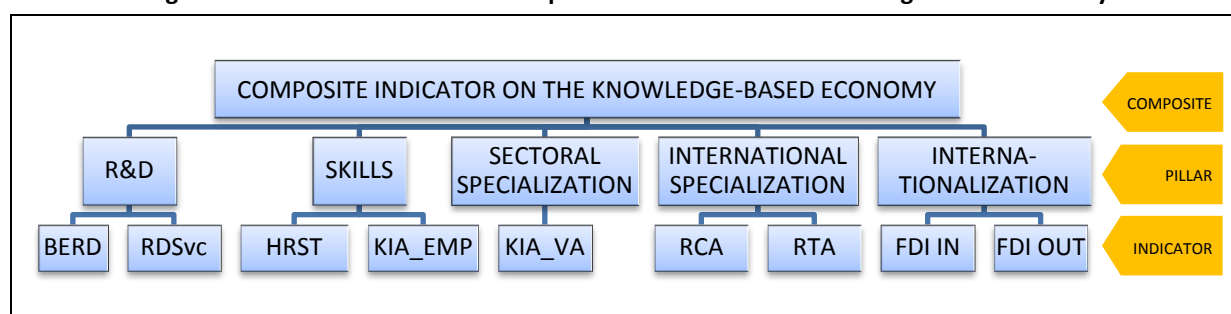 COMPOSITE INDICATOR ON THE KNOWLEDGE-BASED ECONOMY
COMPOSITE
R&D
SKILLS
SECTORAL
SPECIALIZATION
INTERNATIONAL
SPECIALIZATION
INTERNA-
TIONALIZATION
PILLAR
BERD
RDSvc
HRST
KIA_EMP
KIA_VA
RCA
RTA
FDI IN
FDI OUT
INDICATOR